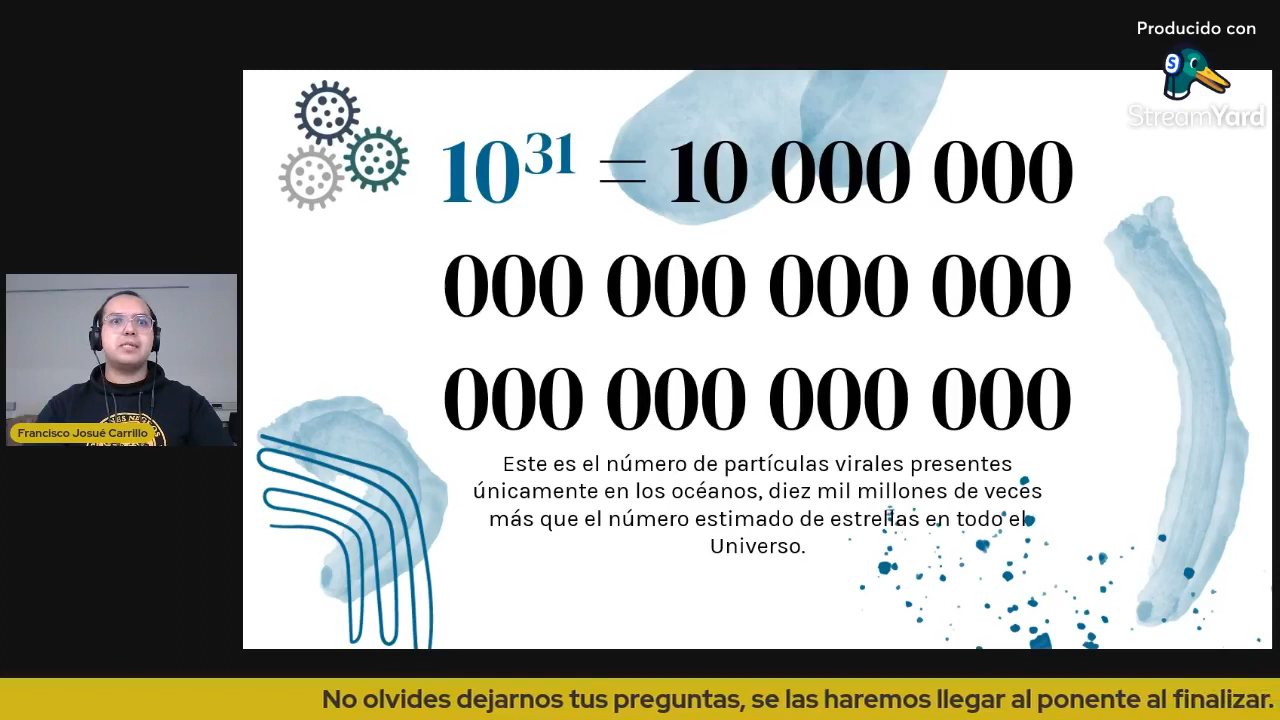 Producido con
StreamYard
10³¹ = 10 000 000
000 000 000 000
000 000 000 000
Este es el número de partículas virales presentes
únicamente en los océanos, diez mil millones de veces
más que el número estimado de estrellas en todo el
Universo.
Francisco Josué Carrillo
No olvides dejarnos tus preguntas, se las haremos llegar al ponente al finalizar.